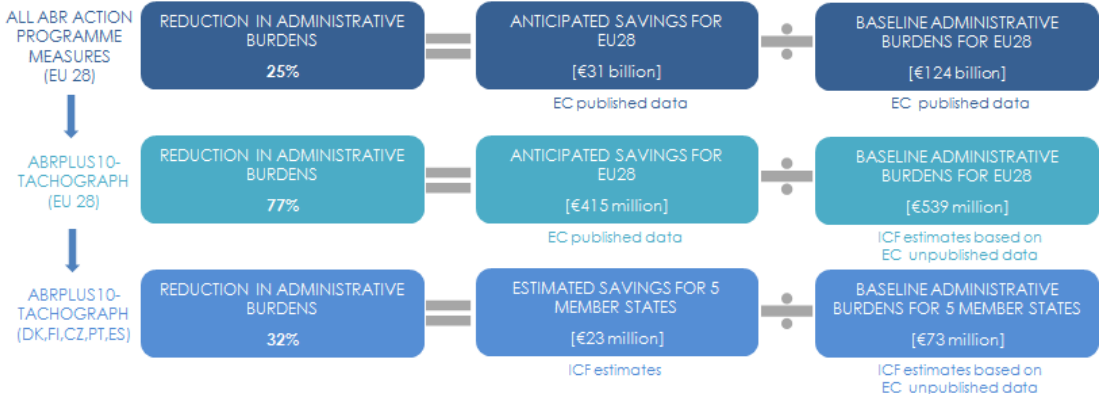 ALL ABR ACTION
PROGRAMME
MEASURES
(EU 28)
REDUCTION IN ADMINISTRATIVE
BURDENS
25%
ANTICIPATED SAVINGS FOR
EU28
[€31 billion]
EC published data
BASELINE ADMINISTRATIVE
BURDENS FOR EU28
[€124 billion]
EC published data
ABRPLUS10-
TACHOGRAPH
(EU 28)
REDUCTION IN ADMINISTRATIVE
BURDENS
77%
ANTICIPATED SAVINGS FOR
EU28
[€415 million]
EC published data
BASELINE ADMINISTRATIVE
BURDENS FOR EU28
[€539 million]
ICF estimates based on
EC unpublished data
ABRPLUS10-
TACHOGRAPH
(DK,FI,CZ,PT,ES)
REDUCTION IN ADMINISTRATIVE
BURDENS
32%
ESTIMATED SAVINGS FOR 5
MEMBER STATES
[€23 million]
ICF estimates
BASELINE ADMINISTRATIVE
BURDENS FOR 5 MEMBER STATES
[€73 million]
ICF estimates based on
EC unpublished data